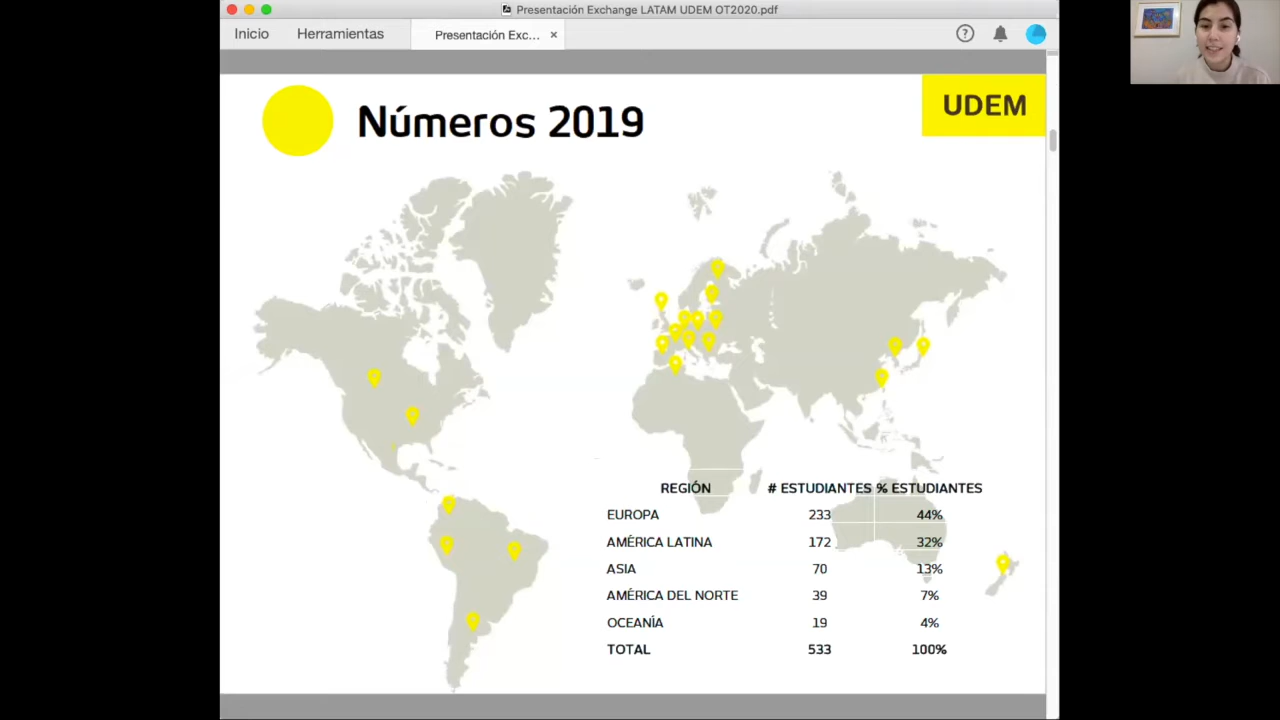 Presentación Exchange LATAM UDEM OT2020.pdf
Inicio Herramientas Presentación Exc... ×
?
Números 2019
UDEM
REGIÓN # ESTUDIANTES % ESTUDIANTES
EUROPA 233 44%
AMÉRICA LATINA 172 32%
ASIA 70 13%
AMÉRICA DEL NORTE 39 7%
OCEANÍA 19 4%
TOTAL 533 100%